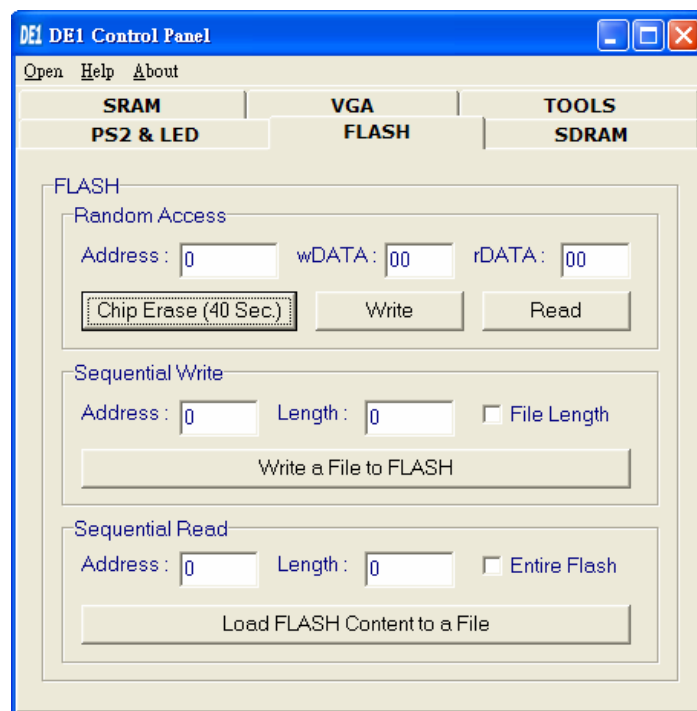 DE1 DE1 Control Panel
Open Help About
SRAM VGA TOOLS
PS2 & LED FLASH SDRAM
FLASH
Random Access
Address : 0 wDATA : 00 rDATA : 00
Chip Erase (40 Sec.) Write Read
Sequential Write
Address : 0 Length : 0 File Length
Write a File to FLASH
Sequential Read
Address : 0 Length : 0 Entire Flash
Load FLASH Content to a File